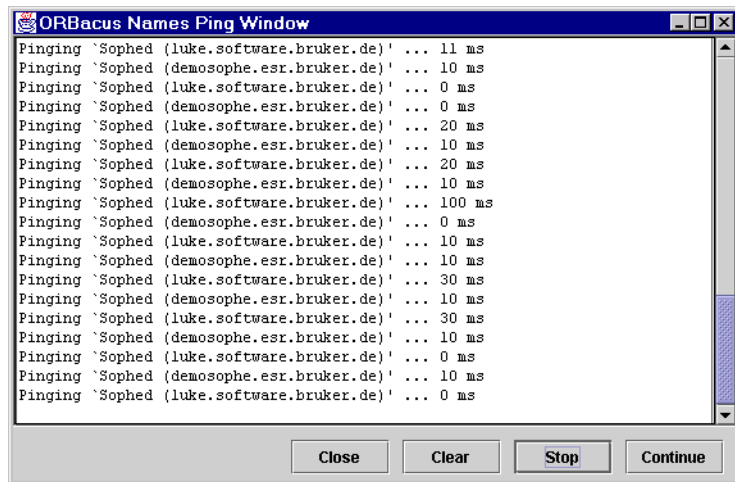 ORBacus Names Ping Window
Pinging `Sophed (luke.software.bruker.de)' ... 11 ms
Pinging `Sophed (demosophe.esr.bruker.de)' ... 10 ms
Pinging `Sophed (luke.software.bruker.de)' ... 0 ms
Pinging `Sophed (demosophe.esr.bruker.de)' ... 0 ms
Pinging `Sophed (luke.software.bruker.de)' ... 20 ms
Pinging `Sophed (demosophe.esr.bruker.de)' ... 10 ms
Pinging `Sophed (luke.software.bruker.de)' ... 20 ms
Pinging `Sophed (demosophe.esr.bruker.de)' ... 10 ms
Pinging `Sophed (luke.software.bruker.de)' ... 100 ms
Pinging `Sophed (demosophe.esr.bruker.de)' ... 0 ms
Pinging `Sophed (luke.software.bruker.de)' ... 10 ms
Pinging `Sophed (demosophe.esr.bruker.de)' ... 10 ms
Pinging `Sophed (luke.software.bruker.de)' ... 30 ms
Pinging `Sophed (demosophe.esr.bruker.de)' ... 10 ms
Pinging `Sophed (luke.software.bruker.de)' ... 30 ms
Pinging `Sophed (demosophe.esr.bruker.de)' ... 10 ms
Pinging `Sophed (luke.software.bruker.de)' ... 0 ms
Pinging `Sophed (demosophe.esr.bruker.de)' ... 10 ms
Pinging `Sophed (luke.software.bruker.de)' ... 0 ms
Close Clear Stop Continue